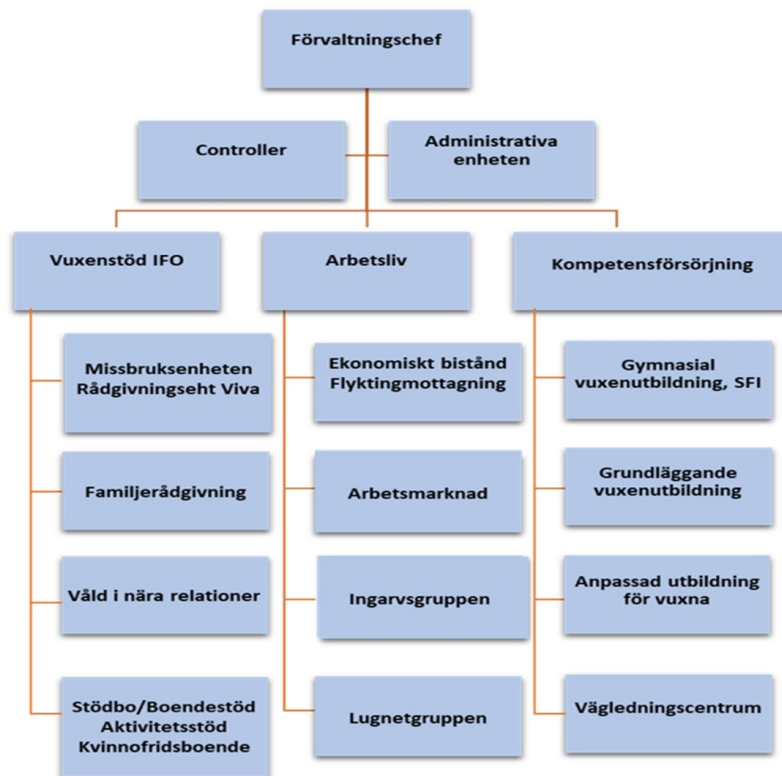 Förvaltningschef
Controller
Administrativa
enheten
Vuxenstöd IFO
Arbetsliv
Kompetensförsörjning
Missbruksenheten
Rådgivningseht Viva
Familjerådgivning
Våld i nära relationer
Stödbo/Boendestöd
Aktivitetsstöd
Kvinnofridsboende
Ekonomiskt bistånd
Flyktingmottagning
Arbetsmarknad
Ingarvsgruppen
Lugnetgruppen
Gymnasial
vuxenutbildning, SFI
Grundläggande
vuxenutbildning
Anpassad utbildning
för vuxna
Vägledningscentrum